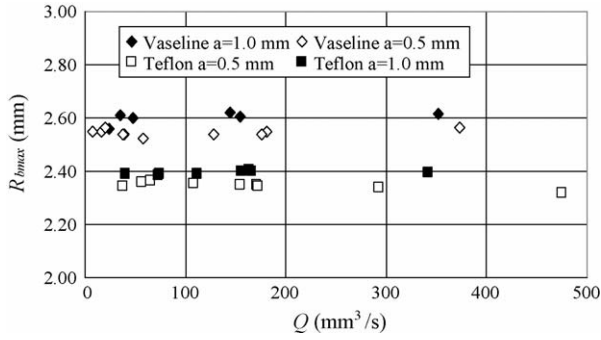 3.00
◆ Vaseline a=1.0 mm ◇ Vaseline a=0.5 mm
□ Teflon a=0.5 mm ■ Teflon a=1.0 mm
2.80
2.60
2.40
2.20
2.00
R_bmax (mm)
0 100 200 300 400 500
Q (mm³/s)